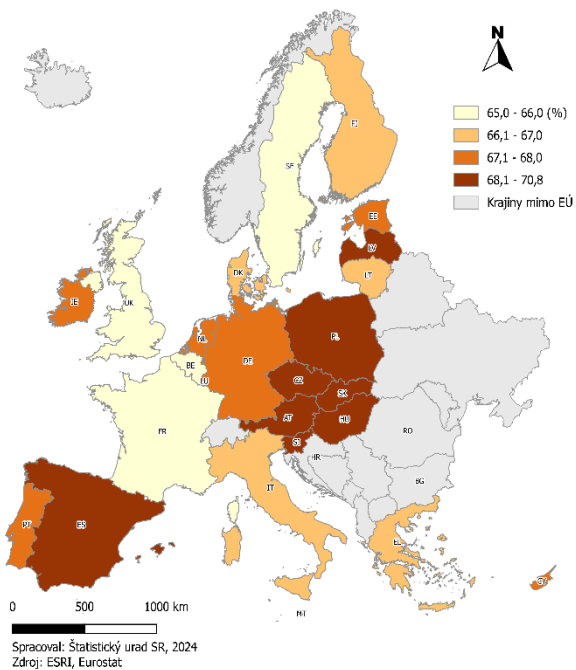 N
65,0 - 66,0 (%)
66,1 - 67,0
67,1 - 68,0
68,1 - 70,8
Krajiny mimo EÚ
FI
SE
EE
LV
LT
DK
IE
UK
NL
DE
PL
BE
LU
CZ
SK
AT
HU
FR
SI
HR
RO
BG
IT
PT
ES
EL
CY
MT
0 500 1000 km
Spracoval: Štatistický urad SR, 2024
Zdroj: ESRI, Eurostat